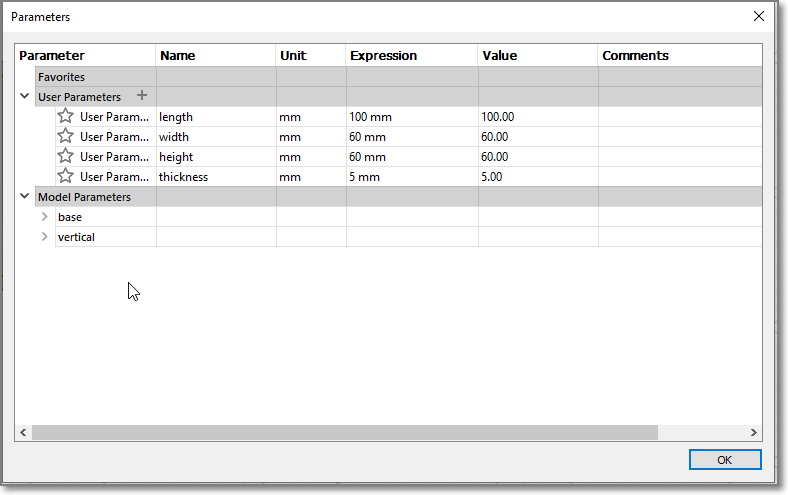 Parameters
Parameter Name Unit Expression Value Comments
Favorites
User Parameters +
User Param... length mm 100 mm 100.00
User Param... width mm 60 mm 60.00
User Param... height mm 60 mm 60.00
User Param... thickness mm 5 mm 5.00
Model Parameters
base
vertical
OK